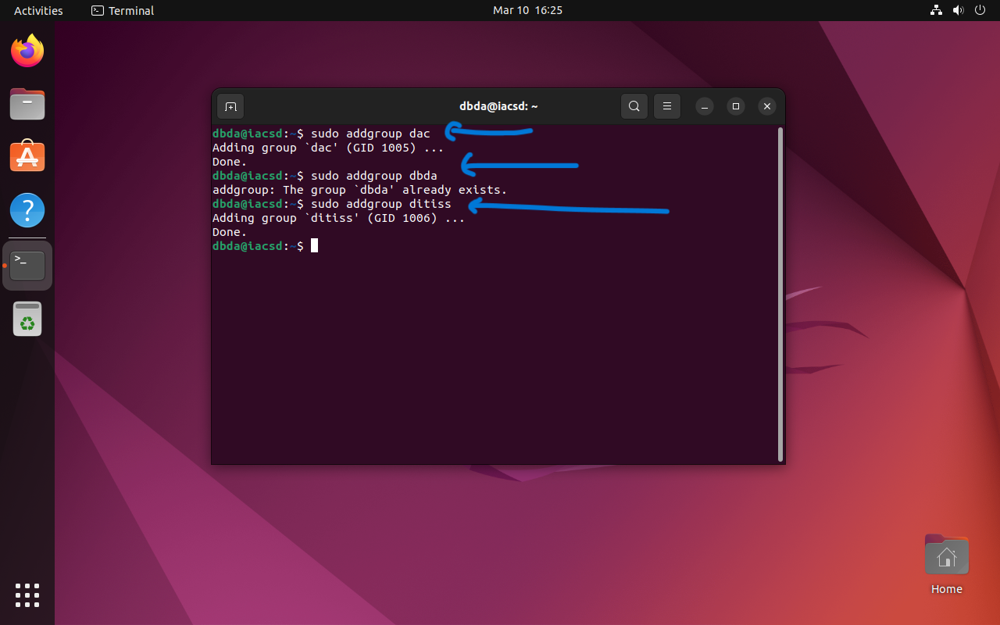 Activities
Terminal
Mar 10 16:25
dbda@iacsd: ~
dbda@iacsd:~$ sudo addgroup dac
Adding group `dac' (GID 1005) ...
Done.
dbda@iacsd:~$ sudo addgroup dbda
addgroup: The group `dbda' already exists.
dbda@iacsd:~$ sudo addgroup ditiss
Adding group `ditiss' (GID 1006) ...
Done.
dbda@iacsd:~$
Home